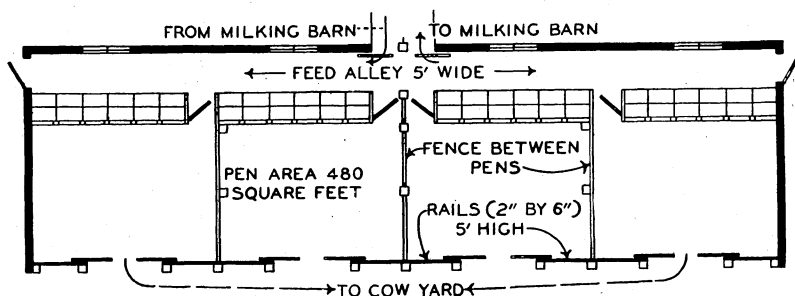 FROM MILKING BARN
TO MILKING BARN
FEED ALLEY 5' WIDE
PEN AREA 480
SQUARE FEET
FENCE BETWEEN
PENS
RAILS (2" BY 6")
5' HIGH
TO COW YARD